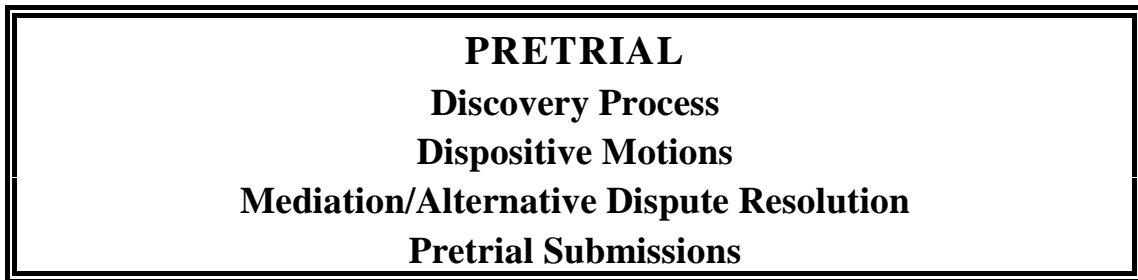 PRETRIAL
Discovery Process
Dispositive Motions
Mediation/Alternative Dispute Resolution
Pretrial Submissions